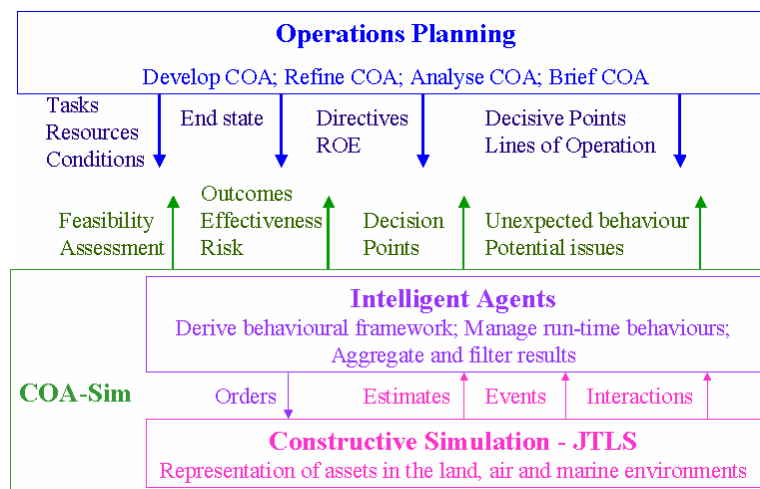 Operations Planning
Develop COA; Refine COA; Analyse COA; Brief COA
Tasks
Resources
Conditions
End state
Directives
ROE
Decisive Points
Lines of Operation
Feasibility
Assessment
Outcomes
Effectiveness
Risk
Decision
Points
Unexpected behaviour
Potential issues
COA-Sim
Intelligent Agents
Derive behavioural framework; Manage run-time behaviours;
Aggregate and filter results
Orders
Estimates
Events
Interactions
Constructive Simulation - JTLS
Representation of assets in the land, air and marine environments